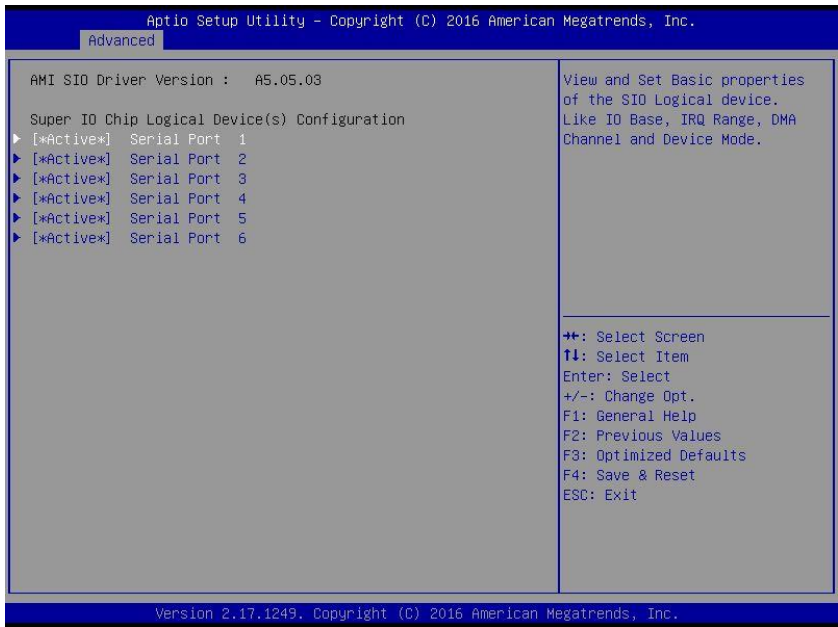 Aptio Setup Utility – Copyright (C) 2016 American Megatrends, Inc.
Advanced
AMI SIO Driver Version : A5.05.03
Super IO Chip Logical Device(s) Configuration
[*Active*] Serial Port 1
[*Active*] Serial Port 2
[*Active*] Serial Port 3
[*Active*] Serial Port 4
[*Active*] Serial Port 5
[*Active*] Serial Port 6
View and Set Basic properties
of the SIO Logical device.
Like IO Base, IRQ Range, DMA
Channel and Device Mode.
→←: Select Screen
↑↓: Select Item
Enter: Select
+/-: Change Opt.
F1: General Help
F2: Previous Values
F3: Optimized Defaults
F4: Save & Reset
ESC: Exit
Version 2.17.1249. Copyright (C) 2016 American Megatrends, Inc.